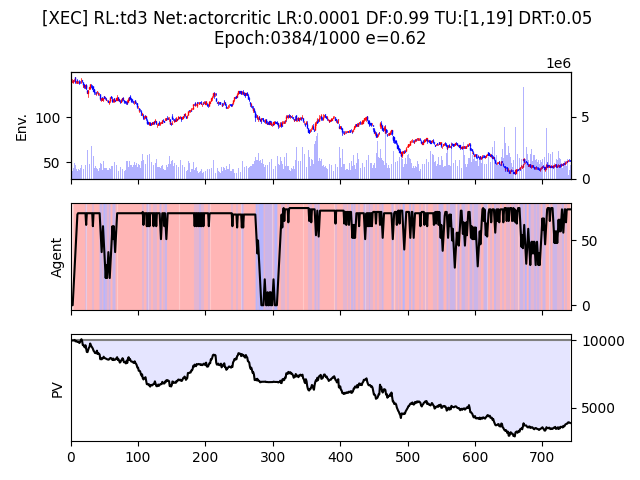 [XEC] RL:td3 Net:actorcritic LR:0.0001 DF:0.99 TU:[1,19] DRT:0.05
Epoch:0384/1000 e=0.62
1e6
Env.
100
50
5
0
Agent
50
0
PV
10000
5000
0 100 200 300 400 500 600 700